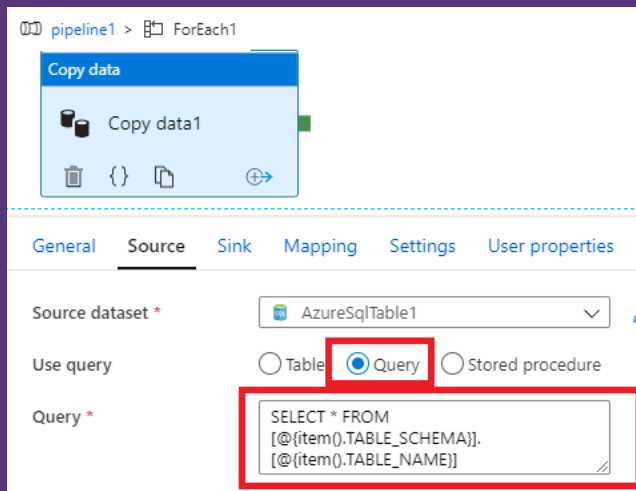 pipeline1 > ForEach1
Copy data
Copy data1
{}
General Source Sink Mapping Settings User properties
Source dataset *
AzureSqlTable1
Use query
Table Query Stored procedure
Query *
SELECT * FROM
[@{item().TABLE_SCHEMA}].
[@{item().TABLE_NAME}]